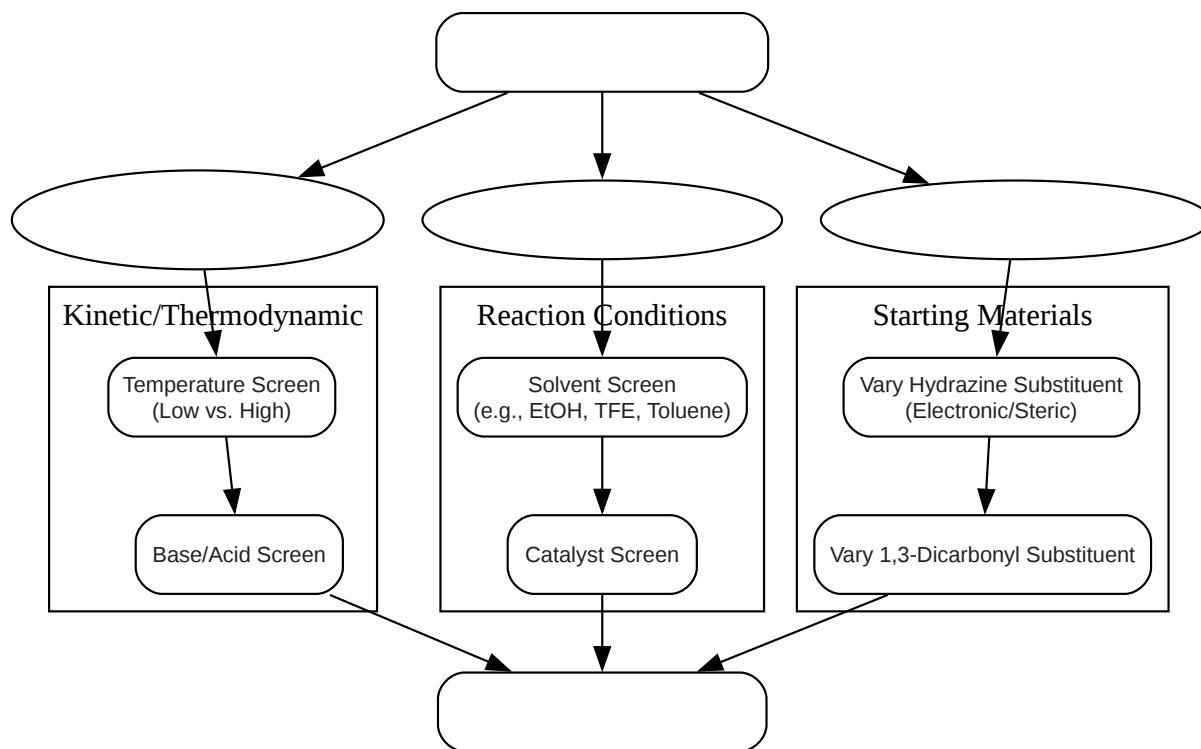 Kinetic/Thermodynamic
Temperature Screen
(Low vs. High)
Base/Acid Screen
Reaction Conditions
Solvent Screen
(e.g., EtOH, TFE, Toluene)
Catalyst Screen
Starting Materials
Vary Hydrazine Substituent
(Electronic/Steric)
Vary 1,3-Dicarbonyl Substituent